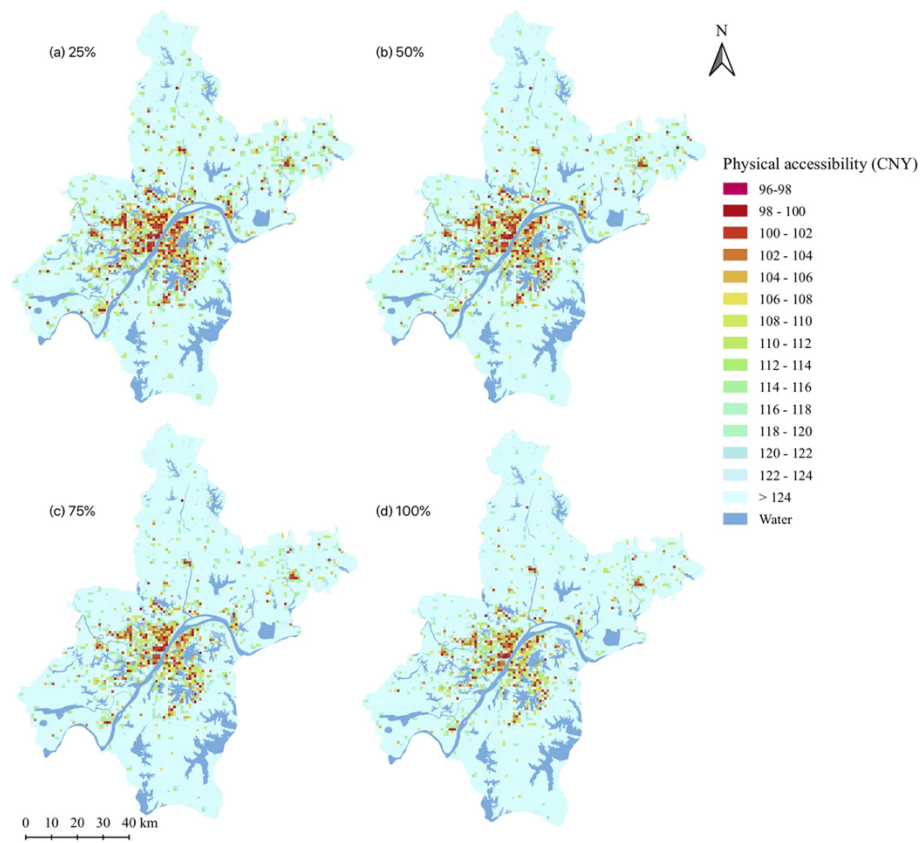 (a) 25%
(b) 50%
N
Physical accessibility (CNY)
96-98
98 - 100
100 - 102
102 - 104
104 - 106
106 - 108
108 - 110
110 - 112
112 - 114
114 - 116
116 - 118
118 - 120
120 - 122
122 - 124
> 124
Water
(c) 75%
(d) 100%
0 10 20 30 40 km